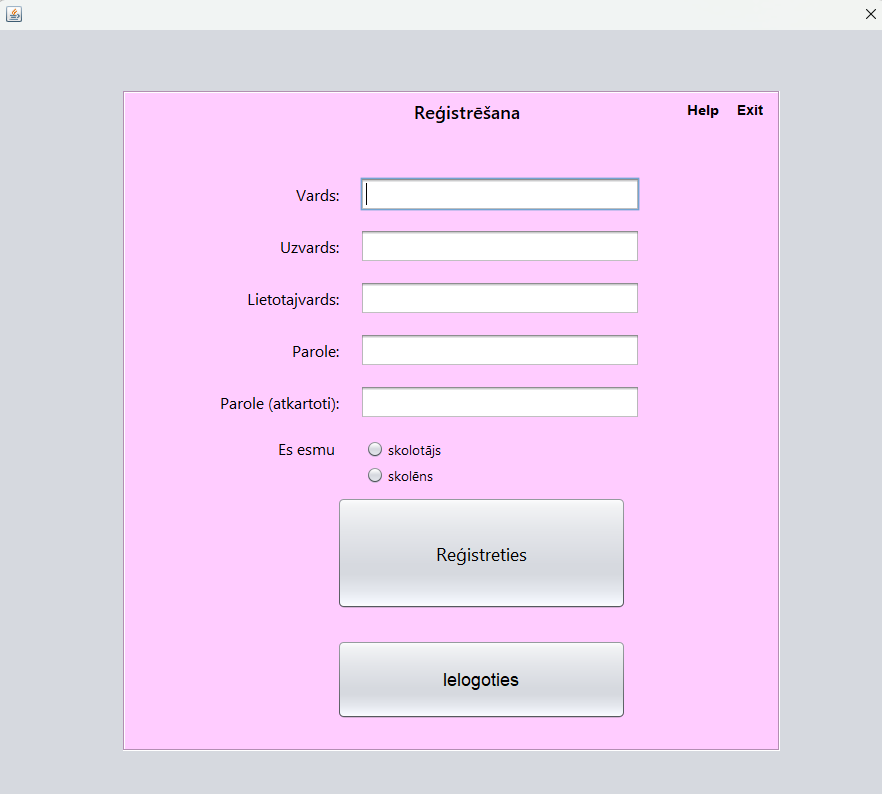 Reģistrēšana
Help Exit
Vards:
Uzvards:
Lietotajvards:
Parole:
Parole (atkartoti):
Es esmu
skolotājs
skolēns
Reģistreties
Ielogoties